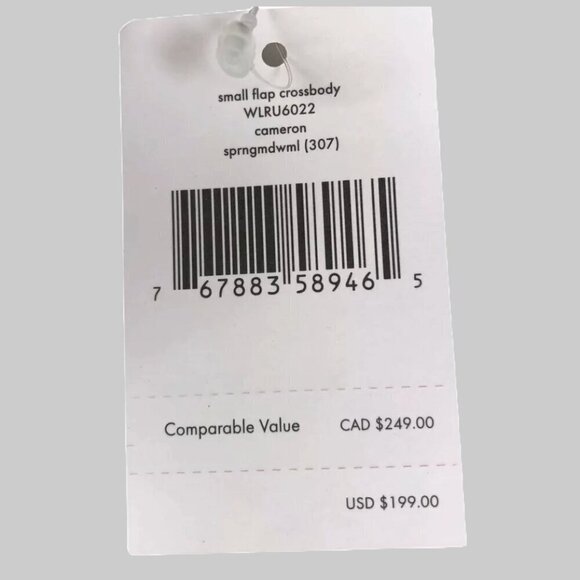 small flap crossbody
WLRU6022
cameron
sprngmdwml (307)
7 67883 58946 5
Comparable Value CAD $249.00
USD $199.00